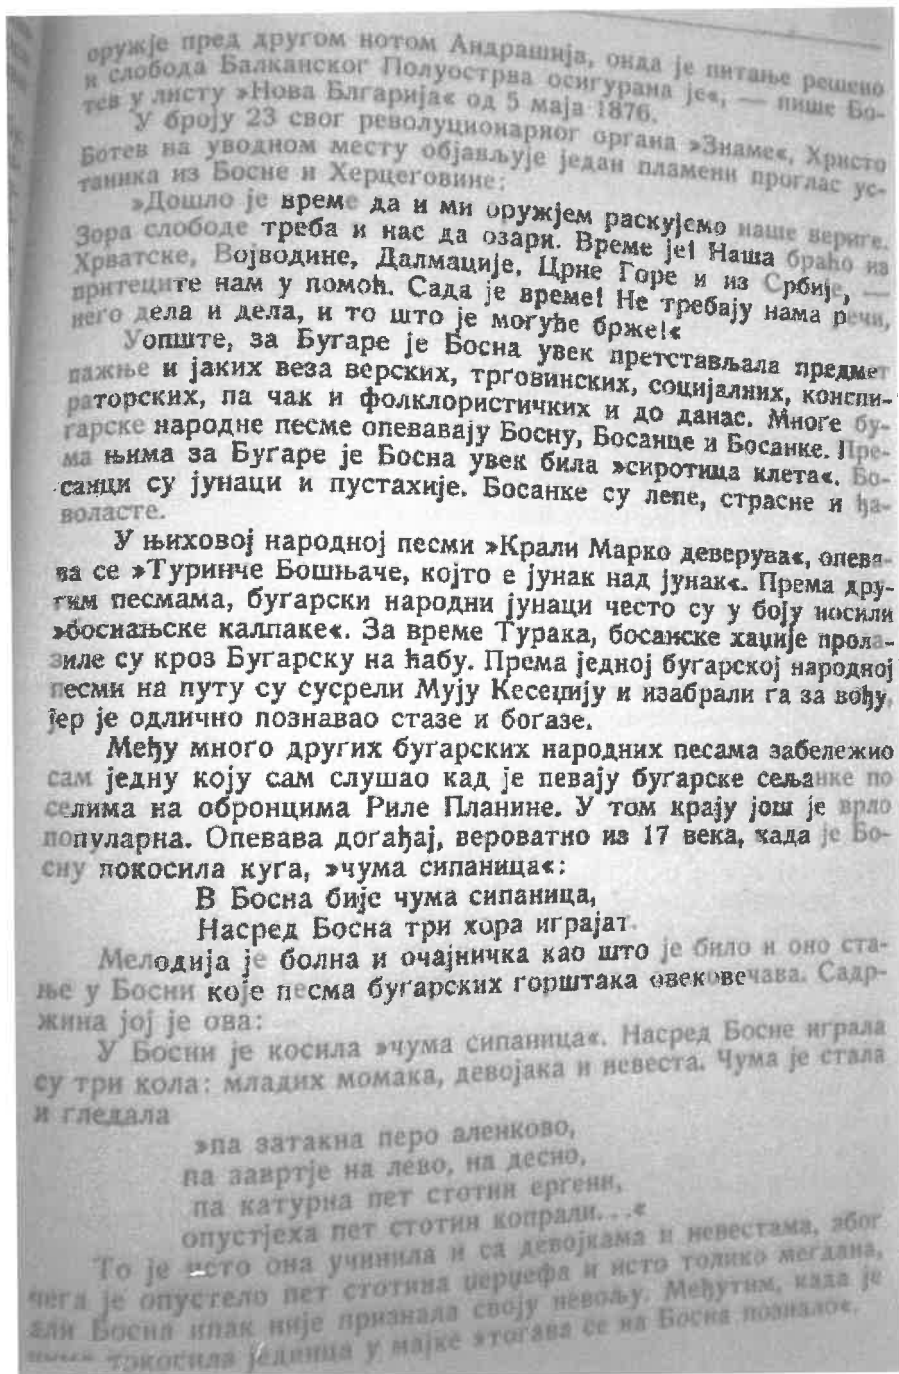 оружје пред другом нотом Андрашија, онда је питање решено
и слобода Балканског Полуострва осигурана је«, — пише Бо-
тев у листу »Нова Блгарија« од 5 маја 1876.
У броју 23 свог револуционарног органа »Знаме«, Христо
Ботев на уводном месту објављује један пламени проглас ус-
таника из Босне и Херцеговине:
»Дошло је време да и ми оружјем раскујемо наше вериге.
Зора слободе треба и нас да озари. Време је! Наша браћо из
Хрватске, Војводине, Далмације, Црне Горе и из Србије, —
притеците нам у помоћ. Сада је време! Не требају нама речи,
него дела и дела, и то што је могуће брже!«
Уопште, за Бугаре је Босна увек претстављала предмет
пажње и јаких веза верских, трговинских, социјалних, конспи-
раторских, па чак и фолклористичких и до данас. Многе бу-
гарске народне песме опевавају Босну, Босанце и Босанке. Пре-
ма њима за Бугаре је Босна увек била »сиротица клета«. Бо-
санци су јунаци и пустахије. Босанке су лепе, страсне и ђа-
воласте.
У њиховој народној песми »Крали Марко деверува«, опева-
ва се »Туринче Бошњаче, којто е јунак над јунак«. Према дру-
гим песмама, бугарски народни јунаци често су у боју носили
»боснањске калпаке«. За време Турака, босанске хаџије прола-
зиле су кроз Бугарску на ћабу. Према једној бугарској народној
песми на путу су сусрели Мују Кесеџију и изабрали га за вођу,
јер је одлично познавао стазе и богазе.
Међу много других бугарских народних песама забележио
сам једну коју сам слушао кад је певају бугарске сељанке по
селима на обронцима Риле Планине. У том крају још је врло
популарна. Опевава догађај, вероватно из 17 века, када је Бо-
сну покосила куга, »чума сипаница«:
В Босна бије чума сипаница,
Насред Босна три хора играјат.
Мелодија је болна и очајничка као што је било и оно ста-
ње у Босни које песма бугарских горштака овековечава. Садр-
жина јој је ова:
У Босни је косила »чума сипаница«. Насред Босне играла
су три кола: младих момака, девојака и невеста. Чума је стала
и гледала
»па затакна перо аленково,
па завртје на лево, на десно,
па катурна пет стотин ергени,
опустјеха пет стотин копрали...«
То је исто она учинила и са девојкама и невестама, због
чега је опустело пет стотина ђерђефа и исто толико мегдана,
али Босна ипак није признала своју невољу. Међутим, када је
покосила јединца у мајке »тогава се на Босна познало«.